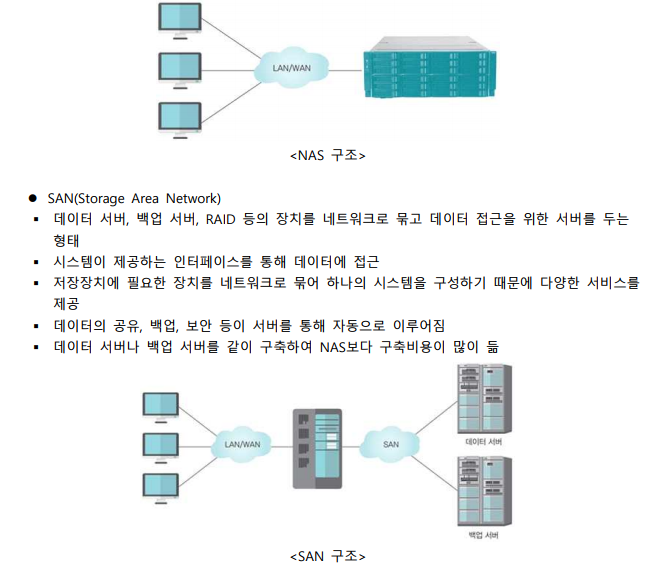 LAN/WAN
<NAS 구조>
● SAN(Storage Area Network)
▪ 데이터 서버, 백업 서버, RAID 등의 장치를 네트워크로 묶고 데이터 접근을 위한 서버를 두는
형태
▪ 시스템이 제공하는 인터페이스를 통해 데이터에 접근
▪ 저장장치에 필요한 장치를 네트워크로 묶어 하나의 시스템을 구성하기 때문에 다양한 서비스를
제공
▪ 데이터의 공유, 백업, 보안 등이 서버를 통해 자동으로 이루어짐
▪ 데이터 서버나 백업 서버를 같이 구축하여 NAS보다 구축비용이 많이 듦
LAN/WAN
SAN
데이터 서버
백업 서버
<SAN 구조>